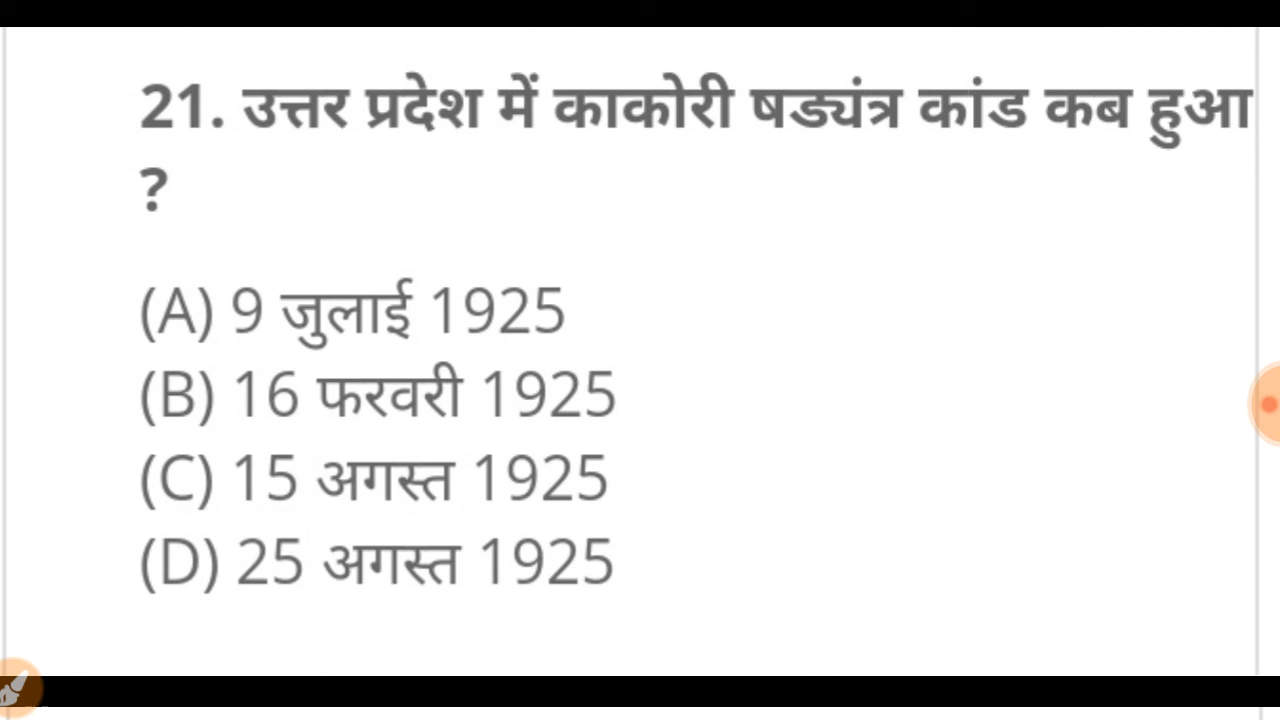 21. उत्तर प्रदेश में काकोरी षड्यंत्र कांड कब हुआ
?
(A) 9 जुलाई 1925
(B) 16 फरवरी 1925
(C) 15 अगस्त 1925
(D) 25 अगस्त 1925